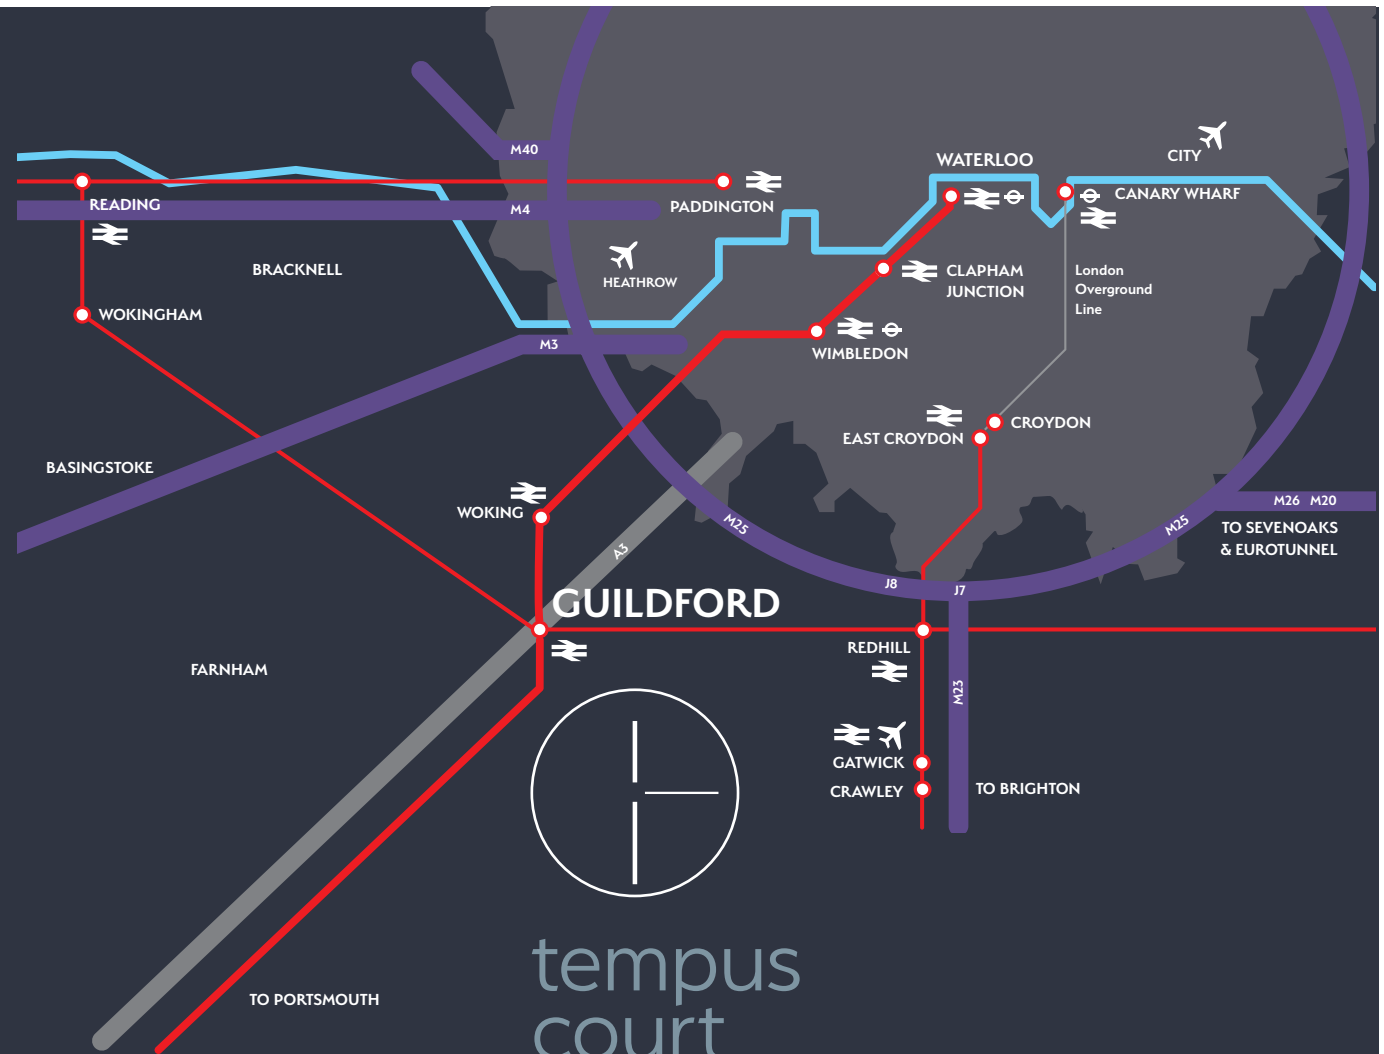 M40
WATERLOO
CITY
READING
M4
PADDINGTON
CANARY WHARF
BRACKNELL
HEATHROW
CLAPHAM
JUNCTION
London
Overground
Line
WOKINGHAM
M3
WIMBLEDON
CROYDON
EAST CROYDON
BASINGSTOKE
WOKING
M25
A3
M25
M26 M20
TO SEVENOAKS
& EUROTUNNEL
J8
J7
GUILDFORD
REDHILL
FARNHAM
M23
GATWICK
CRAWLEY
TO BRIGHTON
TO PORTSMOUTH
tempus
court